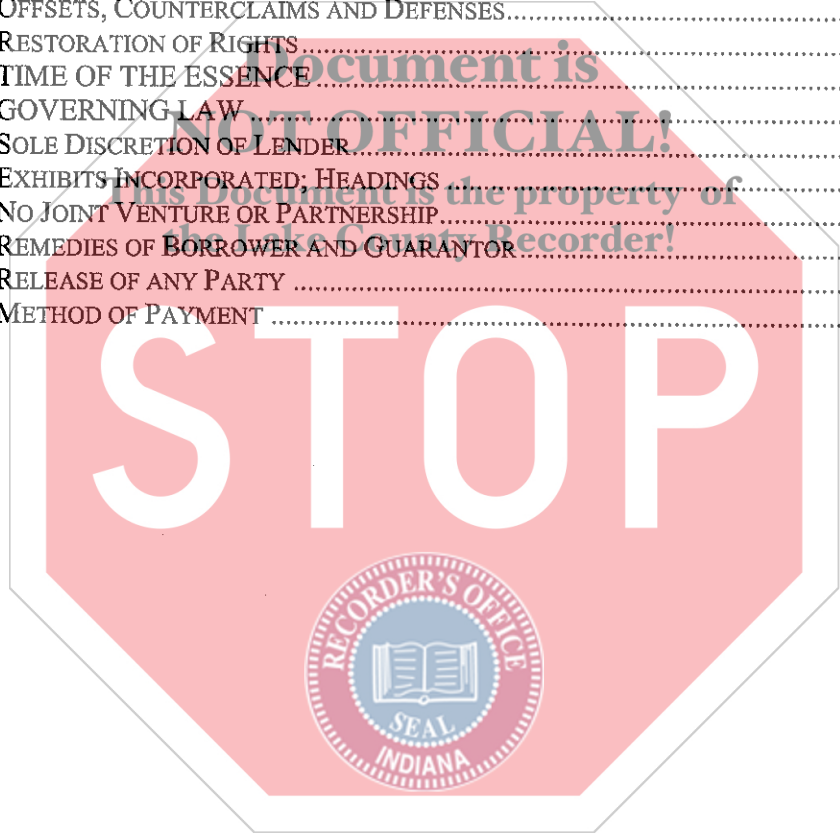 OFFSETS, COUNTERCLAIMS AND DEFENSES
RESTORATION OF RIGHTS
TIME OF THE ESSENCE
GOVERNING LAW
SOLE DISCRETION OF LENDER
EXHIBITS INCORPORATED; HEADINGS
NO JOINT VENTURE OR PARTNERSHIP
REMEDIES OF BORROWER AND GUARANTOR
RELEASE OF ANY PARTY
METHOD OF PAYMENT
Document is
NOT OFFICIAL!
This Document is the property of
the Lake County Recorder!
STOP
RECORDER'S OFFICE
SEAL
INDIANA